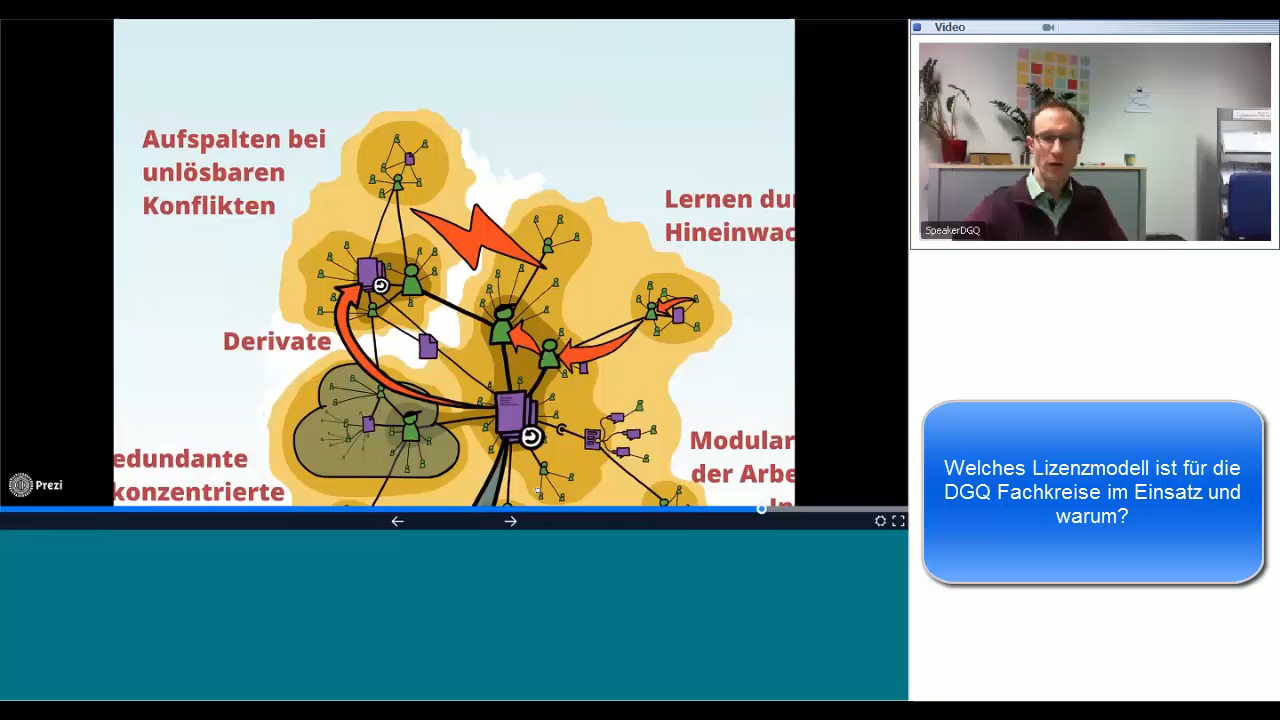 Aufspalten bei
unlösbaren
Konflikten
Lernen du
Hineinwac
Derivate
edundante
konzentrierte
Modular
der Arbe
Prezi
Video
SpeakerDGQ
Welches Lizenzmodell ist für die
DGQ Fachkreise im Einsatz und
warum?